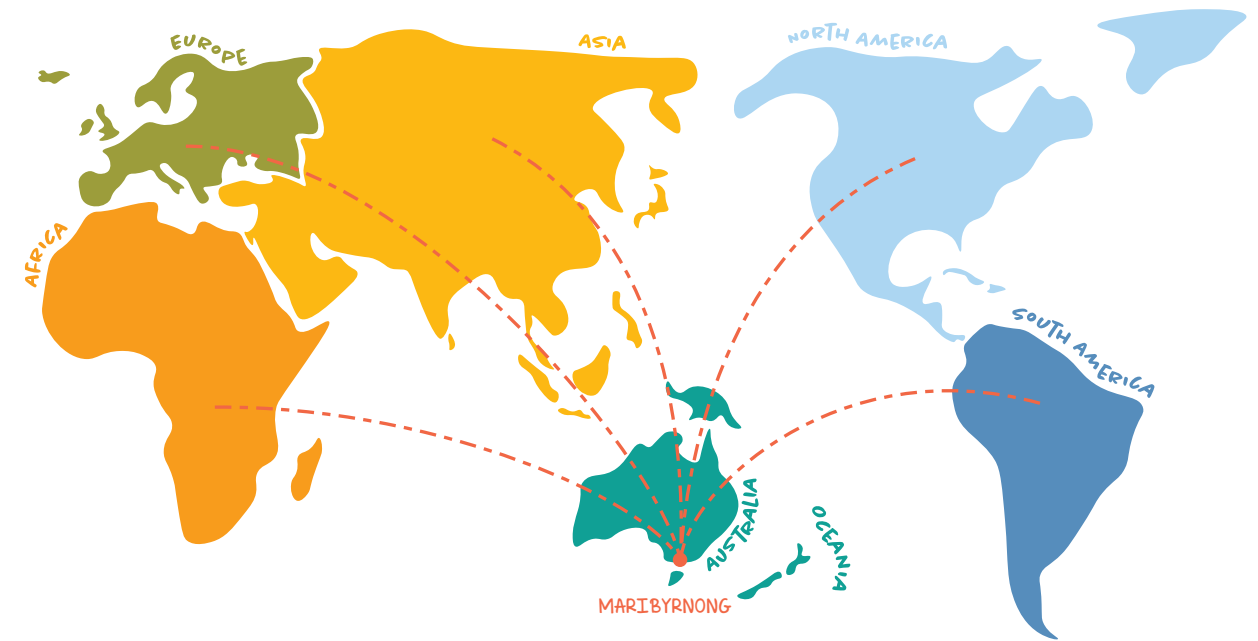 EUROPE
ASIA
NORTH AMERICA
AFRICA
SOUTH AMERICA
AUSTRALIA
OCEANIA
MARIBYRNONG